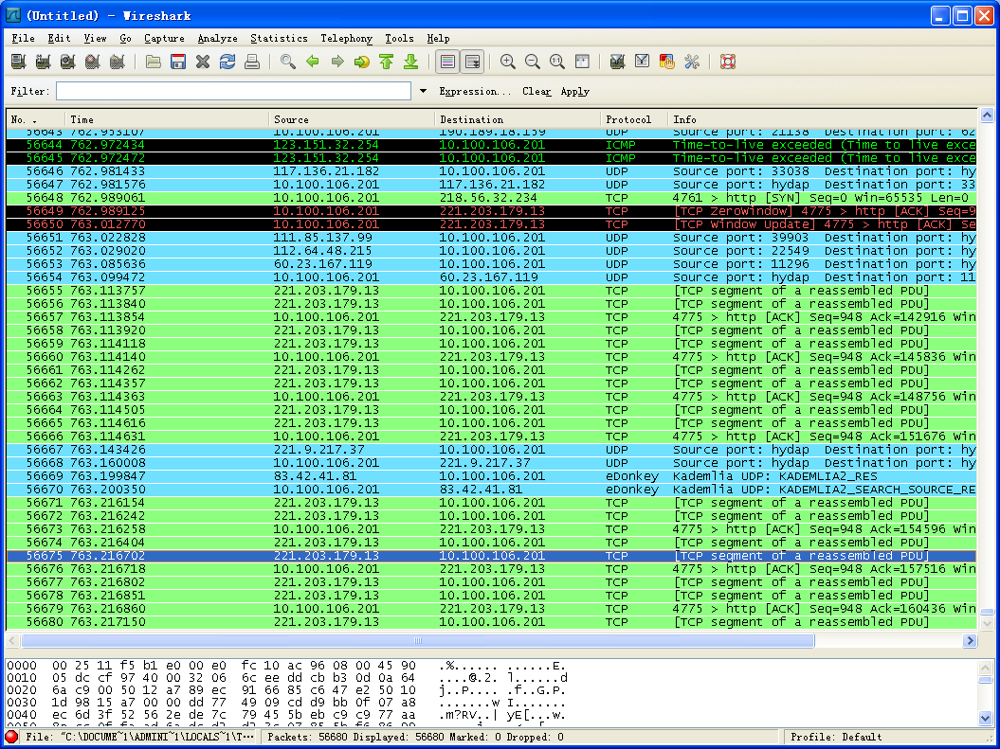 (Untitled) - Wireshark
File Edit View Go Capture Analyze Statistics Telephony Tools Help
Filter: Expression... Clear Apply
No. . Time Source Destination Protocol Info
56643 762.953107 10.100.106.201 190.189.18.159 UDP Source port: 21138 Destination port: 62
56644 762.972434 123.151.32.254 10.100.106.201 ICMP Time-to-live exceeded (Time to live exce
56645 762.972472 123.151.32.254 10.100.106.201 ICMP Time-to-live exceeded (Time to live exce
56646 762.981433 117.136.21.182 10.100.106.201 UDP Source port: 33038 Destination port: hy
56647 762.981576 10.100.106.201 117.136.21.182 UDP Source port: hydap Destination port: 33
56648 762.989061 10.100.106.201 218.56.32.234 TCP 4761 > http [SYN] Seq=0 Win=65535 Len=0
56649 762.989125 10.100.106.201 221.203.179.13 TCP [TCP ZeroWindow] 4775 > http [ACK] Seq=9
56650 763.012770 10.100.106.201 221.203.179.13 TCP [TCP Window Update] 4775 > http [ACK] Se
56651 763.022828 111.85.137.99 10.100.106.201 UDP Source port: 39903 Destination port: hy
56652 763.029020 112.64.48.215 10.100.106.201 UDP Source port: 22549 Destination port: hy
56653 763.085636 60.23.167.119 10.100.106.201 UDP Source port: 11296 Destination port: hy
56654 763.099472 10.100.106.201 60.23.167.119 UDP Source port: hydap Destination port: 11
56655 763.113757 221.203.179.13 10.100.106.201 TCP [TCP segment of a reassembled PDU]
56656 763.113840 221.203.179.13 10.100.106.201 TCP [TCP segment of a reassembled PDU]
56657 763.113854 10.100.106.201 221.203.179.13 TCP 4775 > http [ACK] Seq=948 Ack=142916 Win
56658 763.113920 221.203.179.13 10.100.106.201 TCP [TCP segment of a reassembled PDU]
56659 763.114118 221.203.179.13 10.100.106.201 TCP [TCP segment of a reassembled PDU]
56660 763.114140 10.100.106.201 221.203.179.13 TCP 4775 > http [ACK] Seq=948 Ack=145836 Win
56661 763.114262 221.203.179.13 10.100.106.201 TCP [TCP segment of a reassembled PDU]
56662 763.114357 221.203.179.13 10.100.106.201 TCP [TCP segment of a reassembled PDU]
56663 763.114363 10.100.106.201 221.203.179.13 TCP 4775 > http [ACK] Seq=948 Ack=148756 Win
56664 763.114505 221.203.179.13 10.100.106.201 TCP [TCP segment of a reassembled PDU]
56665 763.114616 221.203.179.13 10.100.106.201 TCP [TCP segment of a reassembled PDU]
56666 763.114631 10.100.106.201 221.203.179.13 TCP 4775 > http [ACK] Seq=948 Ack=151676 Win
56667 763.143426 221.9.217.37 10.100.106.201 UDP Source port: hydap Destination port: hy
56668 763.160008 10.100.106.201 221.9.217.37 UDP Source port: hydap Destination port: hy
56669 763.199847 83.42.41.81 10.100.106.201 eDonkey Kademlia UDP: KADEMLIA2_RES
56670 763.200350 10.100.106.201 83.42.41.81 eDonkey Kademlia UDP: KADEMLIA2_SEARCH_SOURCE_RE
56671 763.216154 221.203.179.13 10.100.106.201 TCP [TCP segment of a reassembled PDU]
56672 763.216242 221.203.179.13 10.100.106.201 TCP [TCP segment of a reassembled PDU]
56673 763.216258 10.100.106.201 221.203.179.13 TCP 4775 > http [ACK] Seq=948 Ack=154596 Win
56674 763.216404 221.203.179.13 10.100.106.201 TCP [TCP segment of a reassembled PDU]
56675 763.216702 221.203.179.13 10.100.106.201 TCP [TCP segment of a reassembled PDU]
56676 763.216718 10.100.106.201 221.203.179.13 TCP 4775 > http [ACK] Seq=948 Ack=157516 Win
56677 763.216802 221.203.179.13 10.100.106.201 TCP [TCP segment of a reassembled PDU]
56678 763.216851 221.203.179.13 10.100.106.201 TCP [TCP segment of a reassembled PDU]
56679 763.216860 10.100.106.201 221.203.179.13 TCP 4775 > http [ACK] Seq=948 Ack=160436 Win
56680 763.217150 221.203.179.13 10.100.106.201 TCP [TCP segment of a reassembled PDU]
0000 00 25 11 f5 b1 e0 00 e0 fc 10 ac 96 08 00 45 90 .%...... ......E.
0010 05 dc cf 97 40 00 32 06 6c ee dd cb b3 0d 0a 64 ....@.2. l......d
0020 6a c9 00 50 12 a7 89 ec 91 66 85 c6 47 e2 50 10 j..P.... .f..G.P.
0030 1d 98 15 a7 00 00 dd 77 49 09 cd d9 bb 0f 07 a8 .......w I.......
0040 ec 6d 3f 52 56 2e de 7c 79 45 5b eb c9 c9 77 aa .m?RV..| yE[...w.
File: "C:\DOCUME~1\ADMINI~1\LOCALS~1\T... Packets: 56680 Displayed: 56680 Marked: 0 Dropped: 0 Profile: Default